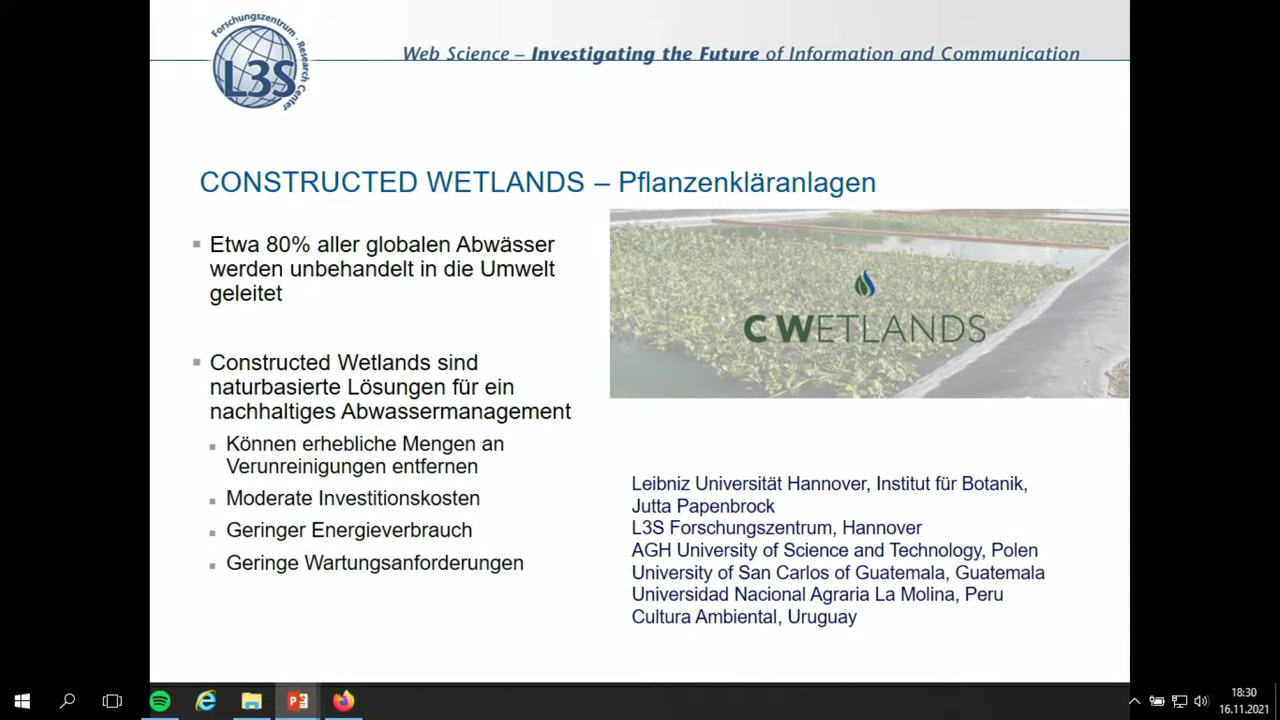 Forschungszentrum · Research Center
L3S
Web Science – Investigating the Future of Information and Communication
CONSTRUCTED WETLANDS – Pflanzenkläranlagen
Etwa 80% aller globalen Abwässer
werden unbehandelt in die Umwelt
geleitet
Constructed Wetlands sind
naturbasierte Lösungen für ein
nachhaltiges Abwassermanagement
Können erhebliche Mengen an
Verunreinigungen entfernen
Moderate Investitionskosten
Geringer Energieverbrauch
Geringe Wartungsanforderungen
CWETLANDS
Leibniz Universität Hannover, Institut für Botanik,
Jutta Papenbrock
L3S Forschungszentrum, Hannover
AGH University of Science and Technology, Polen
University of San Carlos of Guatemala, Guatemala
Universidad Nacional Agraria La Molina, Peru
Cultura Ambiental, Uruguay
18:30
16.11.2021